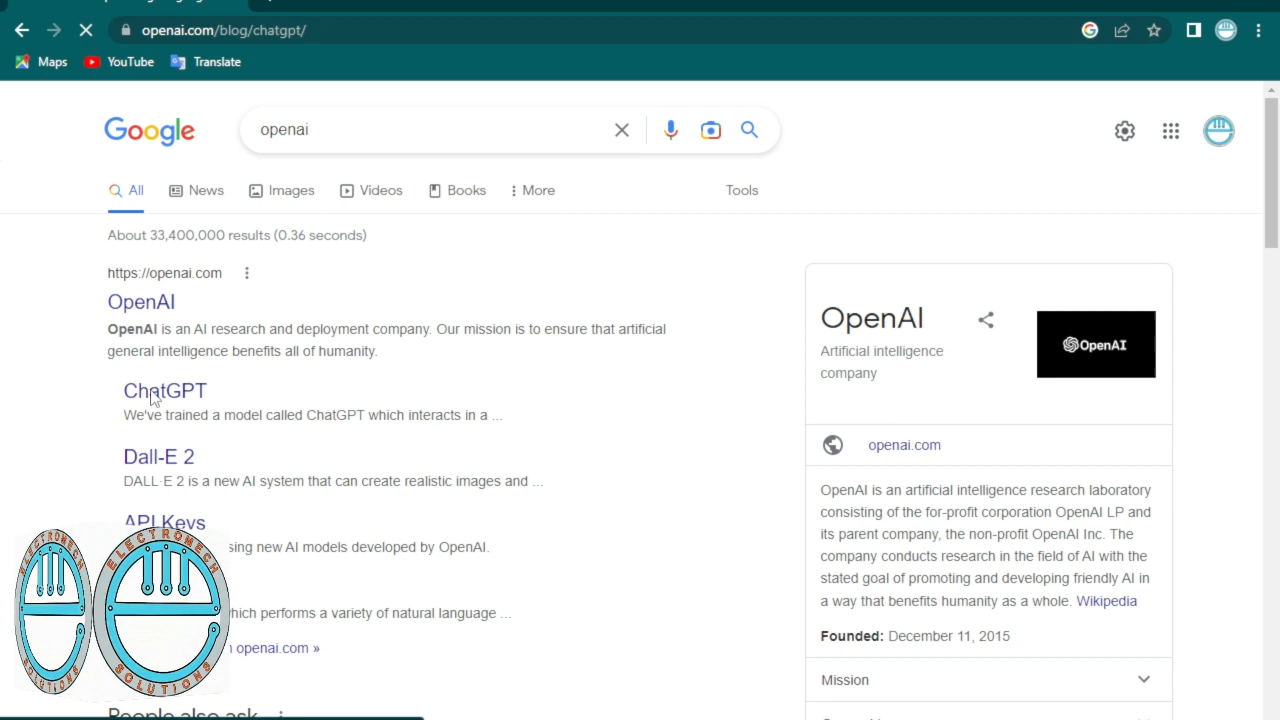 openai.com/blog/chatgpt/
Maps YouTube Translate
Google openai
All News Images Videos Books More Tools
About 33,400,000 results (0.36 seconds)
https://openai.com
OpenAI
OpenAI is an AI research and deployment company. Our mission is to ensure that artificial
general intelligence benefits all of humanity.
ChatGPT
We've trained a model called ChatGPT which interacts in a ...
Dall-E 2
DALL·E 2 is a new AI system that can create realistic images and ...
API Keys
sing new AI models developed by OpenAI.
which performs a variety of natural language ...
openai.com »
People also ask
OpenAI
Artificial intelligence
company
OpenAI
openai.com
OpenAI is an artificial intelligence research laboratory
consisting of the for-profit corporation OpenAI LP and
its parent company, the non-profit OpenAI Inc. The
company conducts research in the field of AI with the
stated goal of promoting and developing friendly AI in
a way that benefits humanity as a whole. Wikipedia
Founded: December 11, 2015
Mission
ELECTROMECH
SOLUTIONS
ELECTROMECH
SOLUTIONS